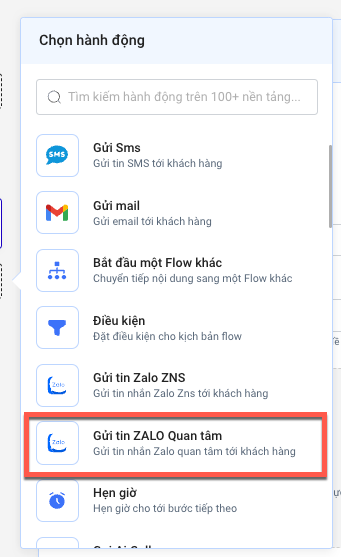 Chọn hành động
Tìm kiếm hành động trên 100+ nền tảng...
SMS
Gửi Sms
Gửi tin SMS tới khách hàng
Gửi mail
Gửi email tới khách hàng
Bắt đầu một Flow khác
Chuyển tiếp nội dung sang một Flow khác
Điều kiện
Đặt điều kiện cho kịch bản flow
Zalo
Gửi tin Zalo ZNS
Gửi tin nhắn Zalo Zns tới khách hàng
Zalo
Gửi tin ZALO Quan tâm
Gửi tin nhắn Zalo quan tâm tới khách hàng
Hẹn giờ
Hẹn giờ cho tới bước tiếp theo